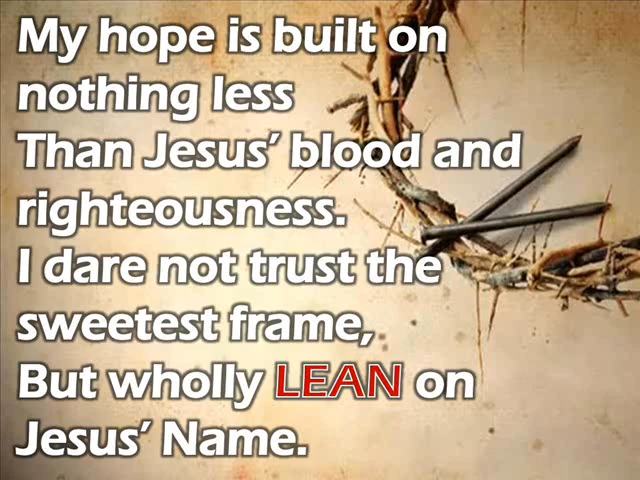 My hope is built on
nothing less
Than Jesus’ blood and
righteousness.
I dare not trust the
sweetest frame,
But wholly LEAN on
Jesus’ Name.